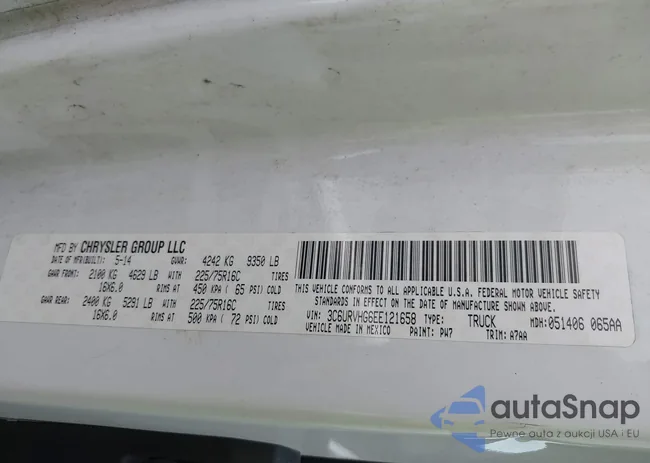 MFD BY CHRYSLER GROUP LLC
DATE OF MFR(BUILT): 5-14 GVWR: 4242 KG 9350 LB
GAWR FRONT: 2100 KG 4629 LB WITH 225/75R16C TIRES
16X6.0 RIMS AT 450 KPA ( 65 PSI) COLD
GAWR REAR: 2400 KG 5291 LB WITH 225/75R16C TIRES
16X6.0 RIMS AT 500 KPA ( 72 PSI) COLD
THIS VEHICLE CONFORMS TO ALL APPLICABLE U.S.A. FEDERAL MOTOR VEHICLE SAFETY
STANDARDS IN EFFECT ON THE DATE OF MANUFACTURE SHOWN ABOVE.
VIN: 3C6URVHG6EE121658 TYPE: TRUCK MDH: 051406 065AA
VEHICLE MADE IN MEXICO PAINT: PW7 TRIM: A7AA
autaSnap
Pewne auta z aukcji USA i EU